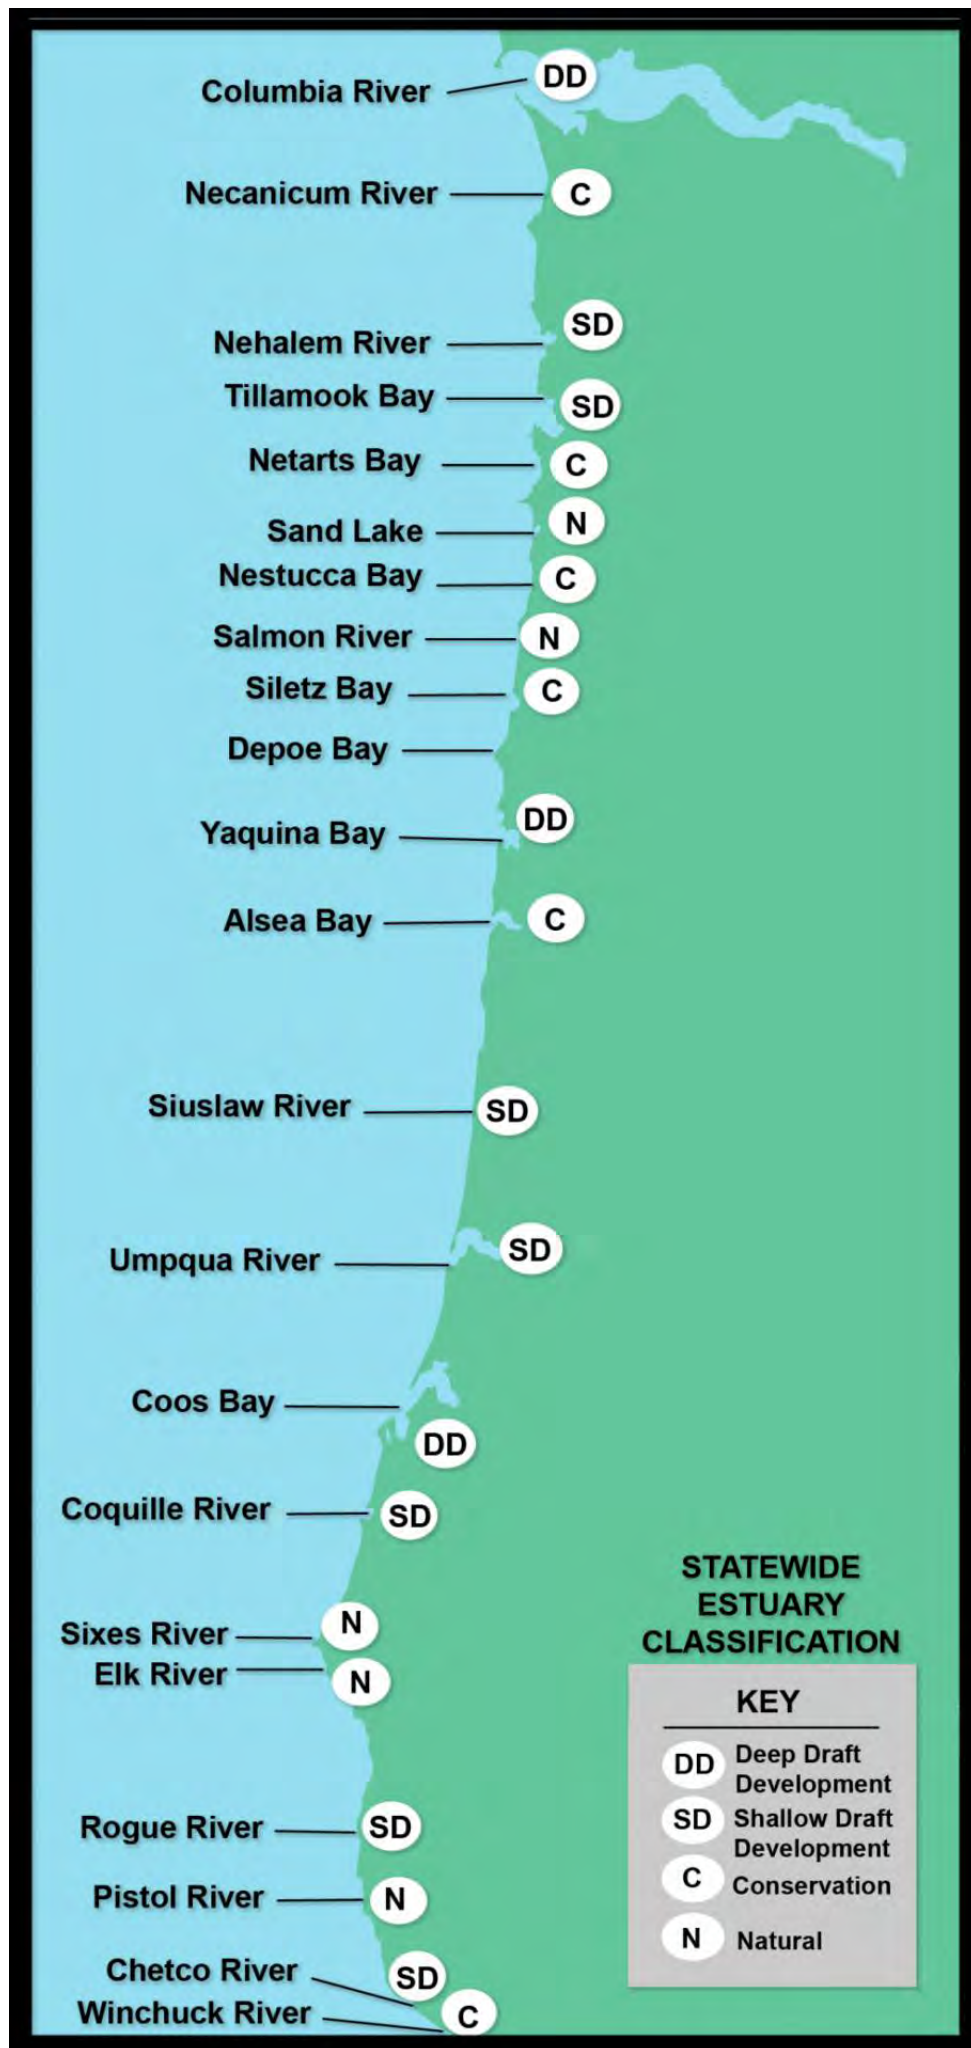 Columbia River
DD
Necanicum River
C
Nehalem River
SD
Tillamook Bay
SD
Netarts Bay
C
Sand Lake
N
Nestucca Bay
C
Salmon River
N
Siletz Bay
C
Depoe Bay
Yaquina Bay
DD
Alsea Bay
C
Siuslaw River
SD
Umpqua River
SD
Coos Bay
DD
Coquille River
SD
Sixes River
N
Elk River
N
Rogue River
SD
Pistol River
N
Chetco River
SD
Winchuck River
C
STATEWIDE
ESTUARY
CLASSIFICATION
KEY
DD Deep Draft
Development
SD Shallow Draft
Development
C Conservation
N Natural